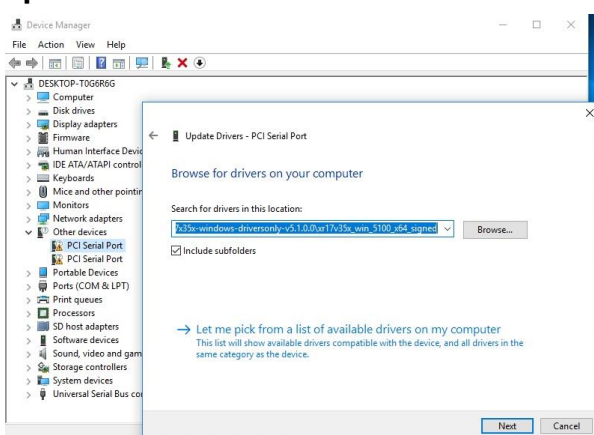 Device Manager
File Action View Help
DESKTOP-T0G6R6G
Computer
Disk drives
Display adapters
Firmware
Human Interface Devic
IDE ATA/ATAPI control
Keyboards
Mice and other pointir
Monitors
Network adapters
Other devices
PCI Serial Port
PCI Serial Port
Portable Devices
Ports (COM & LPT)
Print queues
Processors
SD host adapters
Software devices
Sound, video and gam
Storage controllers
System devices
Universal Serial Bus co
Update Drivers - PCI Serial Port
Browse for drivers on your computer
Search for drivers in this location:
7x35x-windows-driversonly-v5.1.0.0\xr17v35x_win_5100_x64_signed
Browse...
Include subfolders
Let me pick from a list of available drivers on my computer
This list will show available drivers compatible with the device, and all drivers in the
same category as the device.
Next Cancel